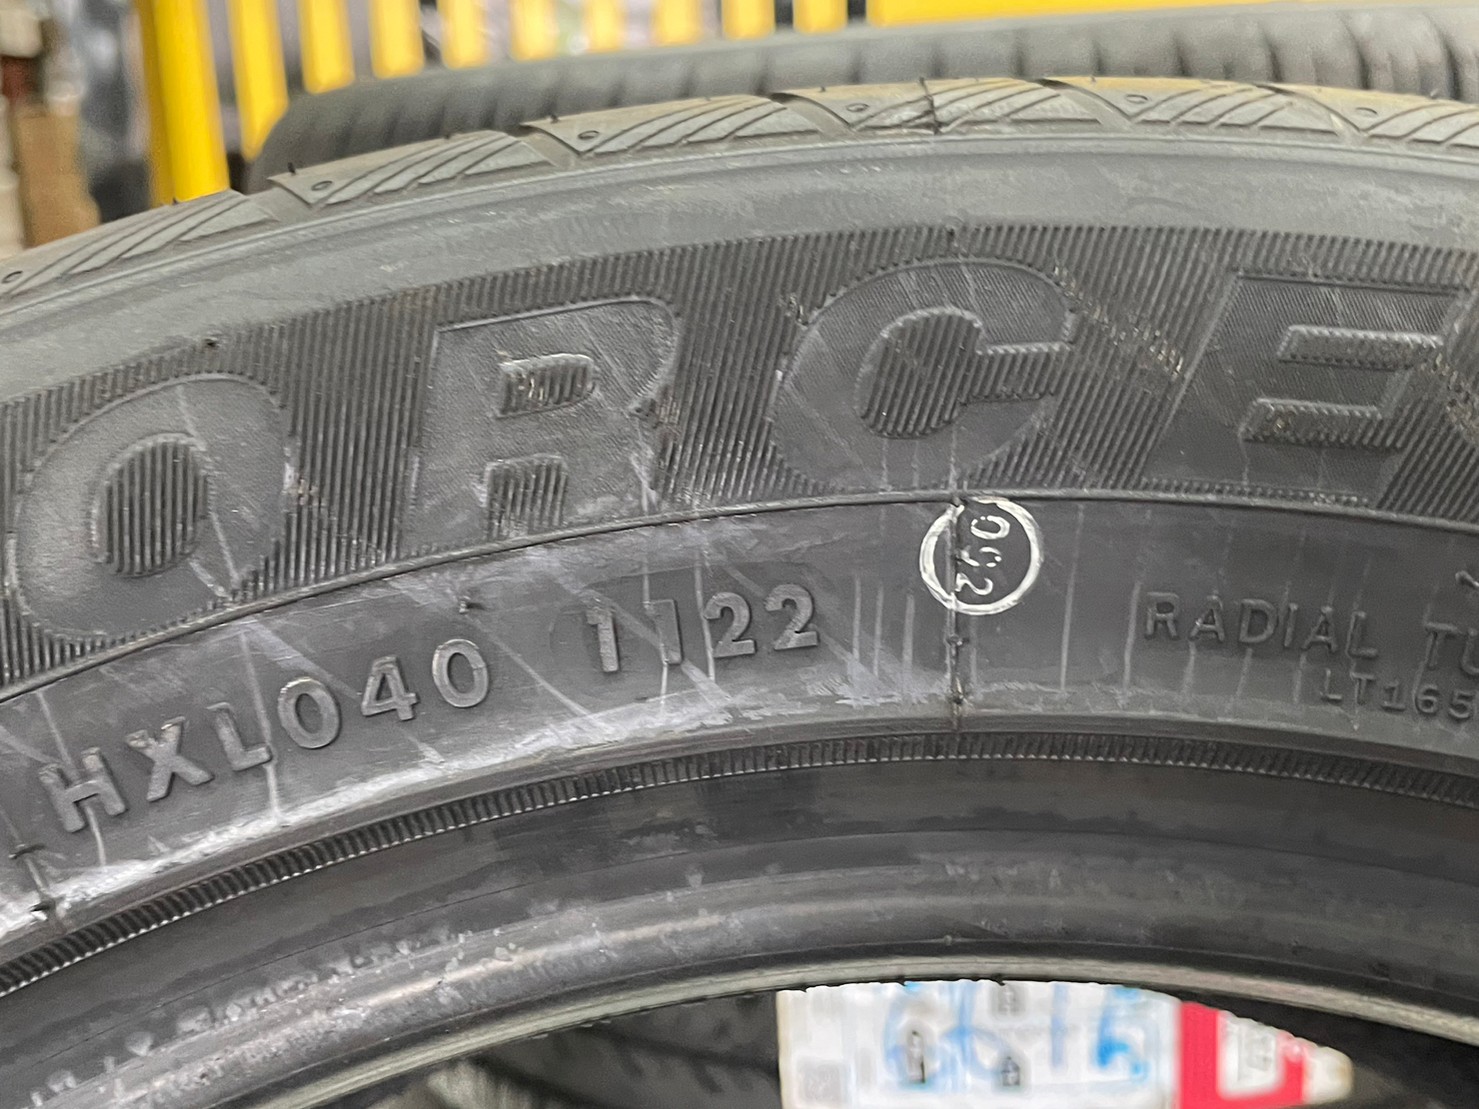 ORCE
092
HXL040 1122
RADIAL TU
LT165